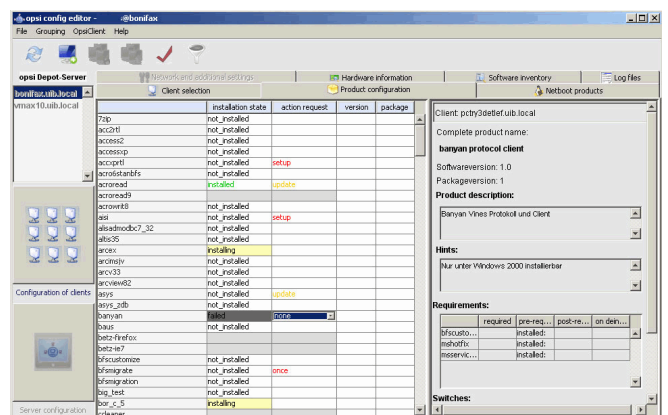 opsi config editor - @bonifax
File Grouping OpsiClient Help
opsi Depot-Server
bonifax.uib.local
vmax10.uib.local
Configuration of clients
Server configuration
Network and additional settings
Hardware information
Software inventory
Log files
Client selection
Product configuration
Netboot products
installation state action request version package
7zip not_installed
acc2rtl not_installed
access2 not_installed
accessxp not_installed
accxprtl not_installed setup
acro6stanbfs not_installed
acroread installed update
acroread9
acrowrit8 not_installed
aisi not_installed setup
alisadmodbc7_32 not_installed
altis35 not_installed
arcex installing
arcimsjv not_installed
arcv33 not_installed
arcview82 not_installed
asys not_installed update
asys_zdb not_installed
banyan failed none
baus not_installed
betz-firefox
betz-ie7
bfscustomize not_installed
bfsmigrate not_installed once
bfsmigration not_installed
big_test not_installed
bor_c_5 installing
ccleaner
Client: pctry3detlef.uib.local
Complete product name:
banyan protocol client
Softwareversion: 1.0
Packageversion: 1
Product description:
Banyan Vines Protokoll und Client
Hints:
Nur unter Windows 2000 installierbar
Requirements:
required pre-req... post-re... on dein...
bfscusto... installed:
mshotfix installed:
msservic... installed:
Switches: